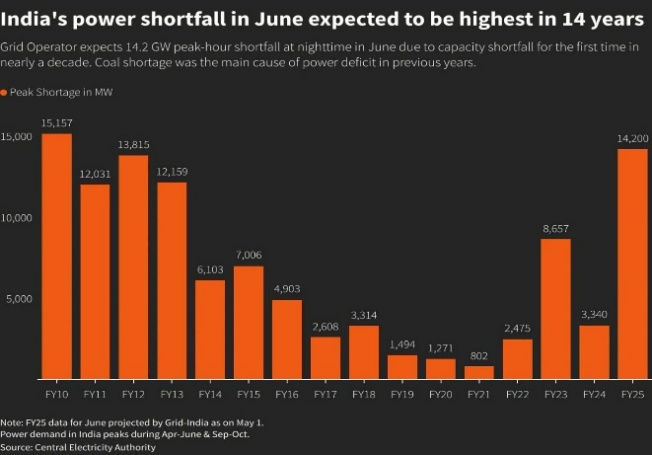 India's power shortfall in June expected to be highest in 14 years
Grid Operator expects 14.2 GW peak-hour shortfall at nighttime in June due to capacity shortfall for the first time in
nearly a decade. Coal shortage was the main cause of power deficit in previous years.
Peak Shortage in MW
15,000
10,000
5,000
15,157
12,031
13,815
12,159
6,103
7,006
4,903
2,608
3,314
1,494
1,271
802
2,475
8,657
3,340
14,200
FY10 FY11 FY12 FY13 FY14 FY15 FY16 FY17 FY18 FY19 FY20 FY21 FY22 FY23 FY24 FY25
Note: FY25 data for June projected by Grid-India as on May 1.
Power demand in India peaks during Apr-June & Sep-Oct.
Source: Central Electricity Authority